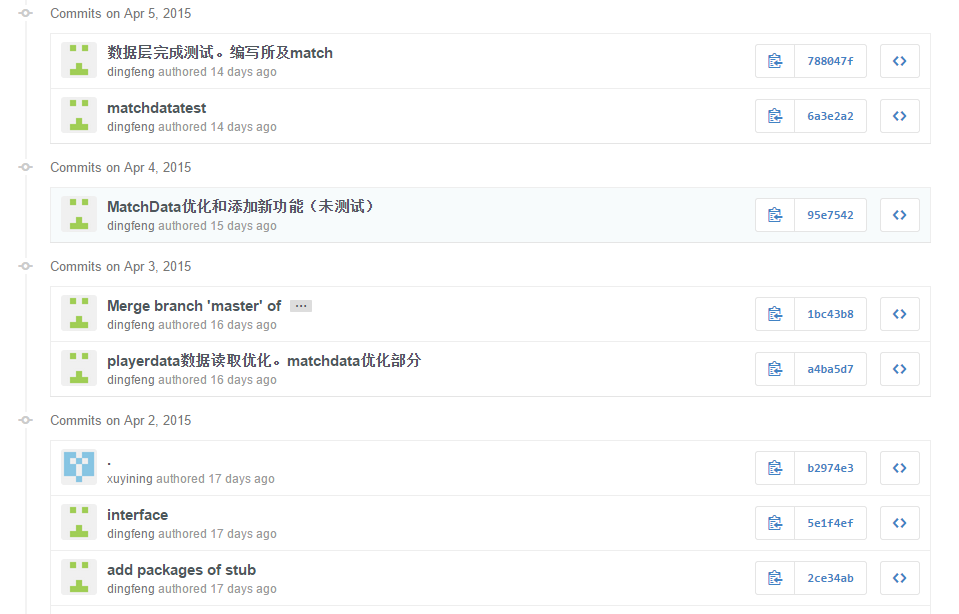 Commits on Apr 5, 2015
数据层完成测试。编写所及match
dingfeng authored 14 days ago
788047f
matchdatatest
dingfeng authored 14 days ago
6a3e2a2
Commits on Apr 4, 2015
MatchData优化和添加新功能（未测试）
dingfeng authored 15 days ago
95e7542
Commits on Apr 3, 2015
Merge branch 'master' of …
dingfeng authored 16 days ago
1bc43b8
playerdata数据读取优化。matchdata优化部分
dingfeng authored 16 days ago
a4ba5d7
Commits on Apr 2, 2015
.
xuyining authored 17 days ago
b2974e3
interface
dingfeng authored 17 days ago
5e1f4ef
add packages of stub
dingfeng authored 17 days ago
2ce34ab